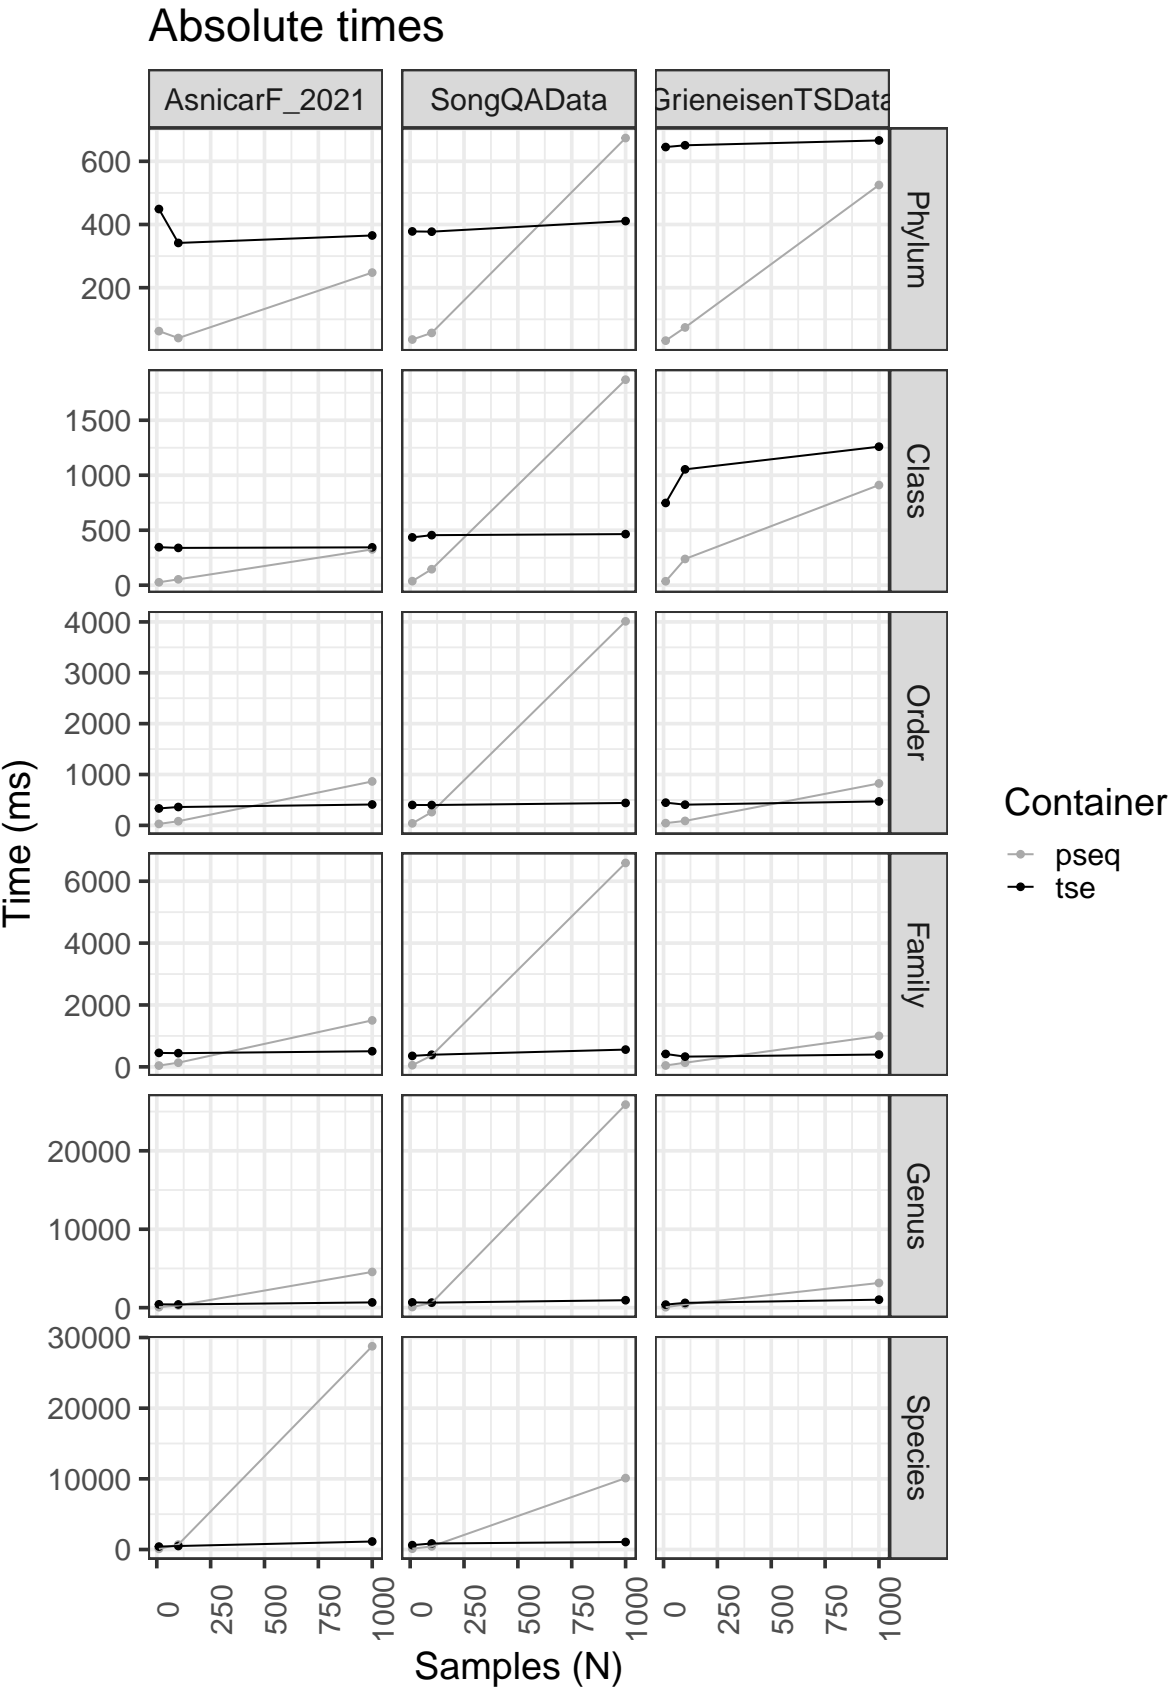 Absolute times
AsnicarF_2021 SongQAData GrieneisenTSData
600
400
200
Phylum
1500
1000
500
0
Class
4000
3000
2000
1000
0
Order
6000
4000
2000
0
Family
20000
10000
0
Genus
30000
20000
10000
0
Species
0 250 500 750 1000 0 250 500 750 1000 0 250 500 750 1000
Samples (N)
Time (ms)
Container
pseq
tse